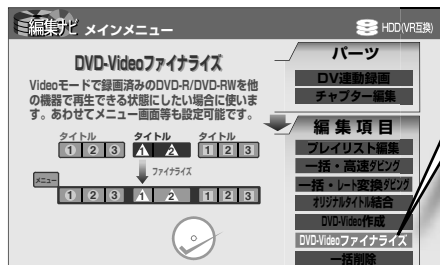 編集ナビ メインメニュー
HDD(VR互換)
DVD-Videoファイナライズ
Videoモードで録画済みのDVD-R/DVD-RWを他
の機器で再生できる状態にしたい場合に使いま
す。あわせてメニュー画面等も設定可能です。
タイトル タイトル タイトル
1 2 3 1 2 1 2 3
ファイナライズ
メニュー
1 2 3 1 2 1 2 3
パーツ
DV連動録画
チャプター編集
編集項目
プレイリスト編集
一括・高速ダビング
一括・レート変換ダビング
オリジナルタイトル結合
DVD-Video作成
DVD-Videoファイナライズ
一括削除